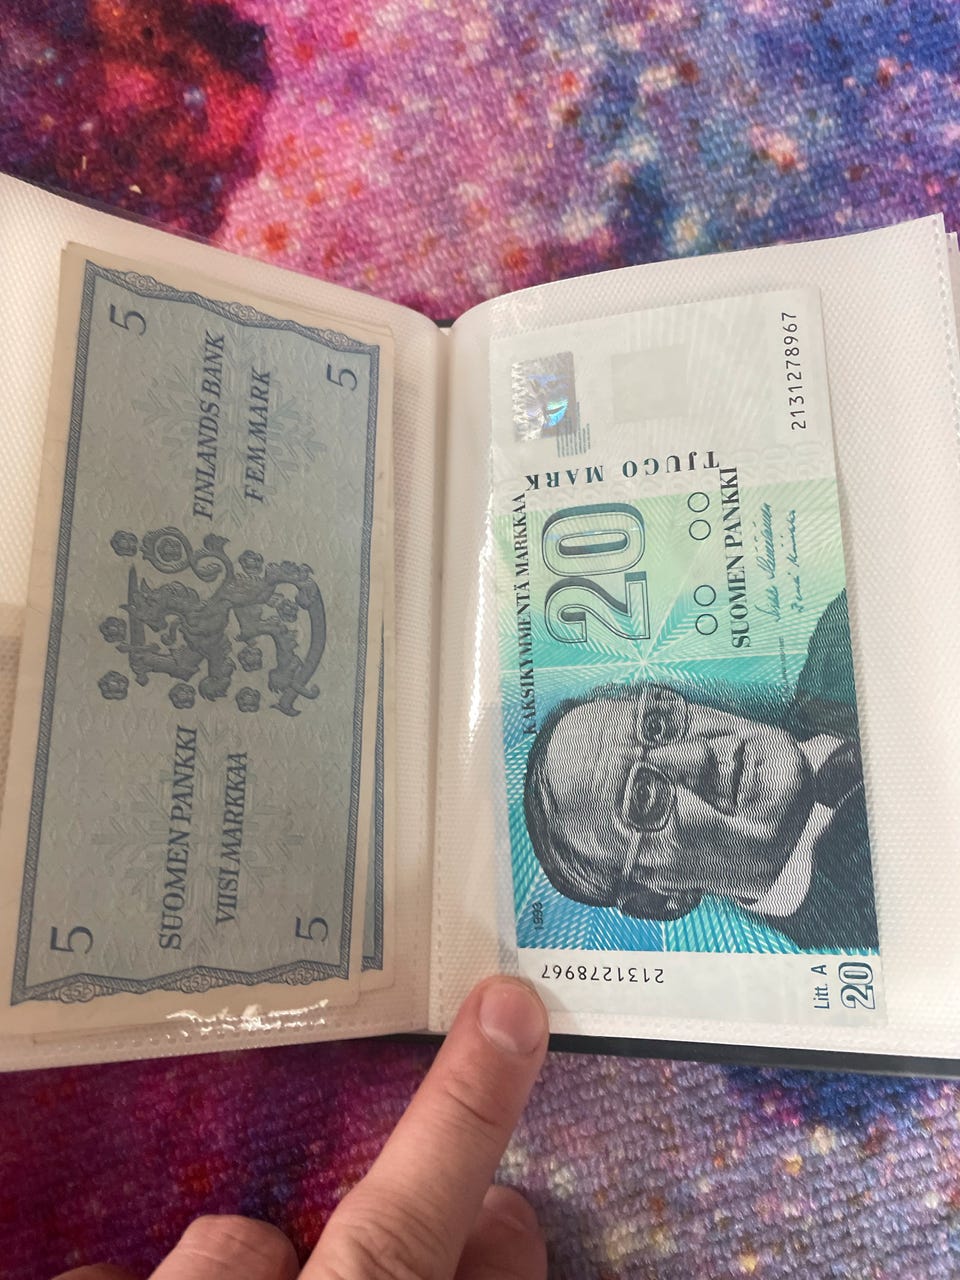 5
5
FINLANDS BANK
FEM MARK
SUOMEN PANKKI
VIISI MARKKAA
5
5
2131278967
TJUGO MARK
KAKSIKYMMENTÄ MARKKAA
20
SUOMEN PANKKI
1993
2131278967
Litt. A
20